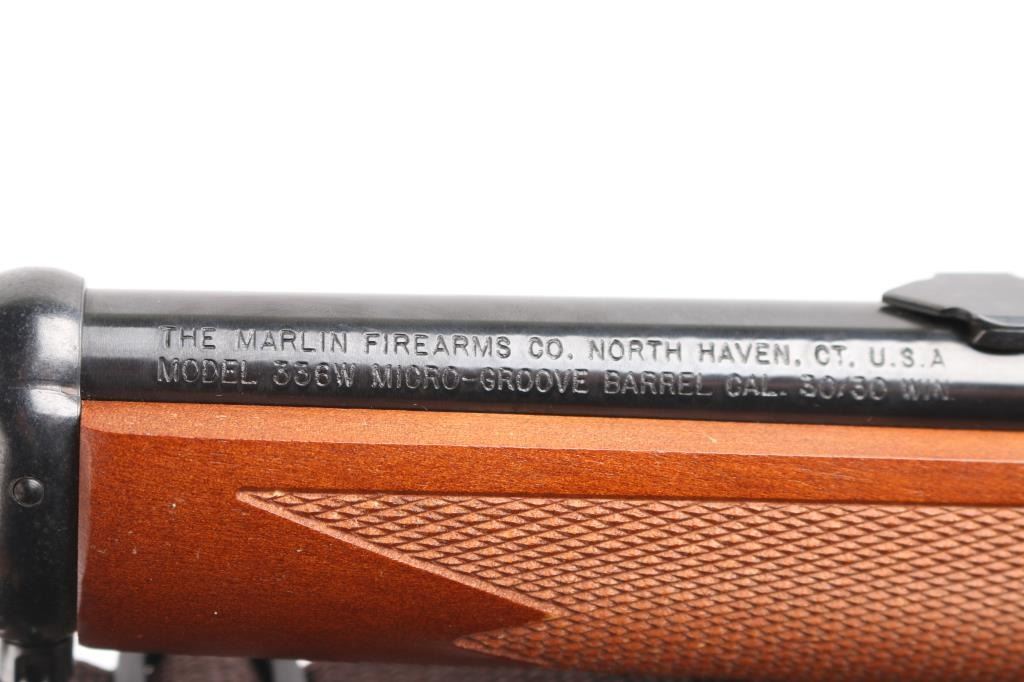 THE MARLIN FIREARMS CO. NORTH HAVEN, CT. U.S.A
MODEL 336W MICRO-GROOVE BARREL CAL. 30/30 WIN.